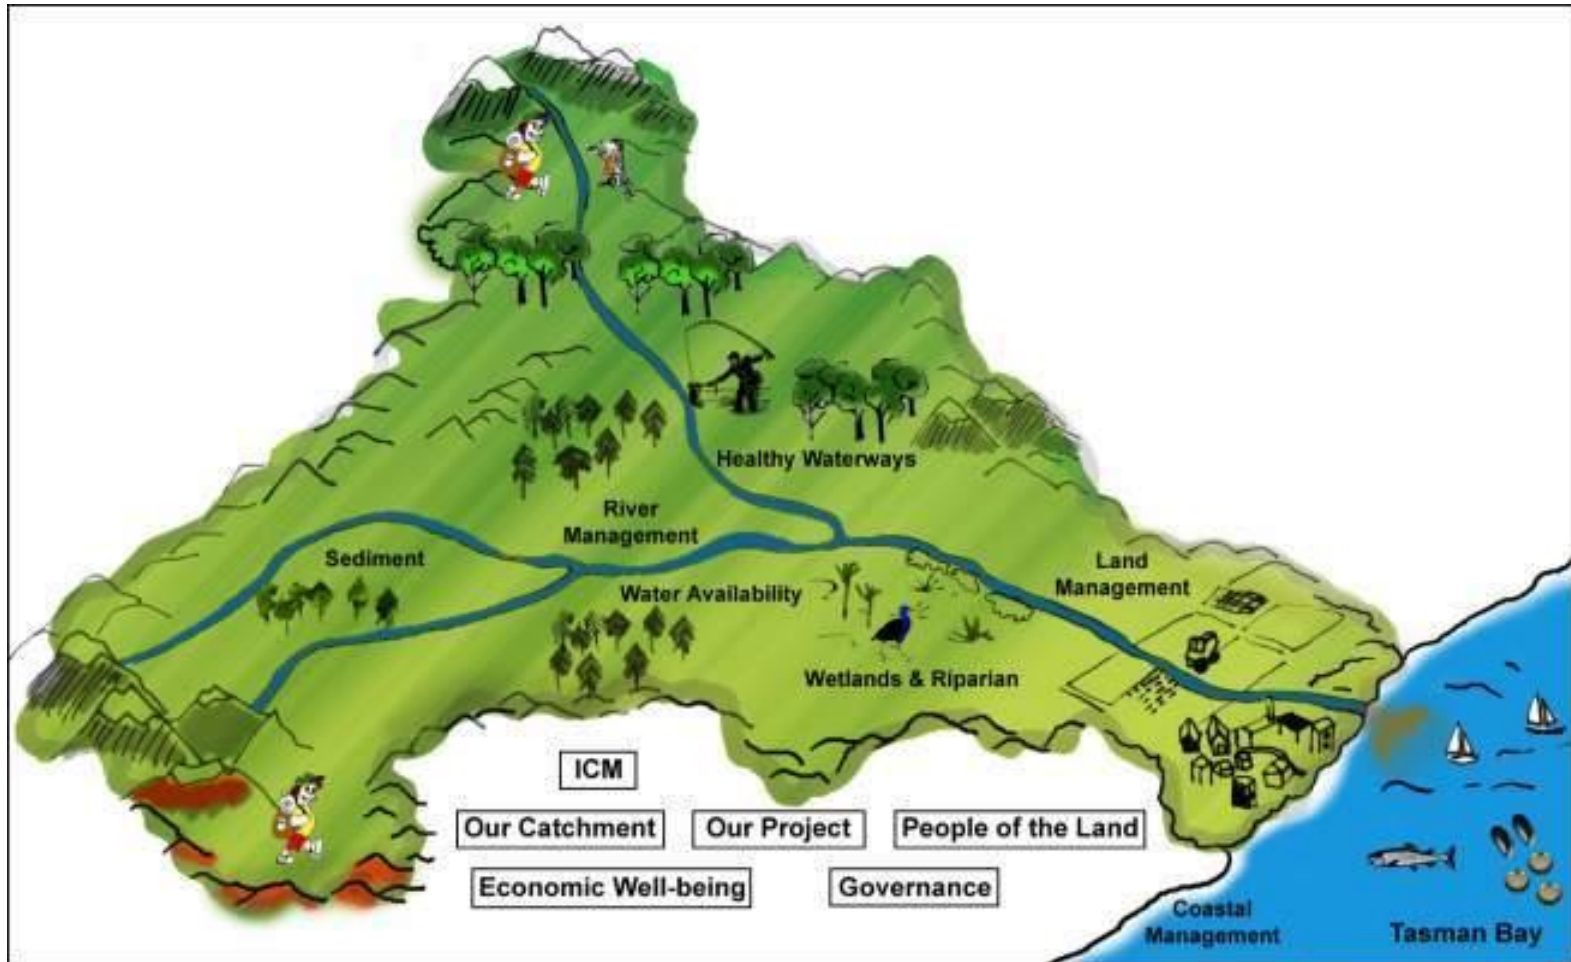 Healthy Waterways
River
Management
Sediment
Land
Management
Water Availability
Wetlands & Riparian
ICM
Our Catchment
Our Project
People of the Land
Economic Well-being
Governance
Coastal
Management
Tasman Bay